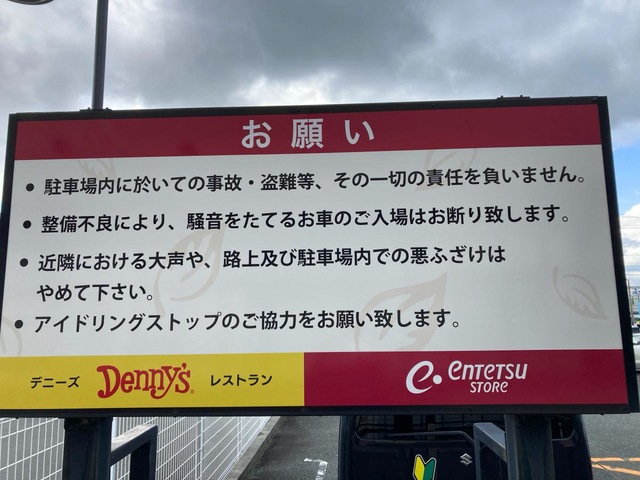 お願い
● 駐車場内に於いての事故・盗難等、その一切の責任を負いません。
● 整備不良により、騒音をたてるお車のご入場はお断り致します。
● 近隣における大声や、路上及び駐車場内での悪ふざけは
やめて下さい。
● アイドリングストップのご協力をお願い致します。
デニーズ Denny's レストラン
e. entetsu
STORE